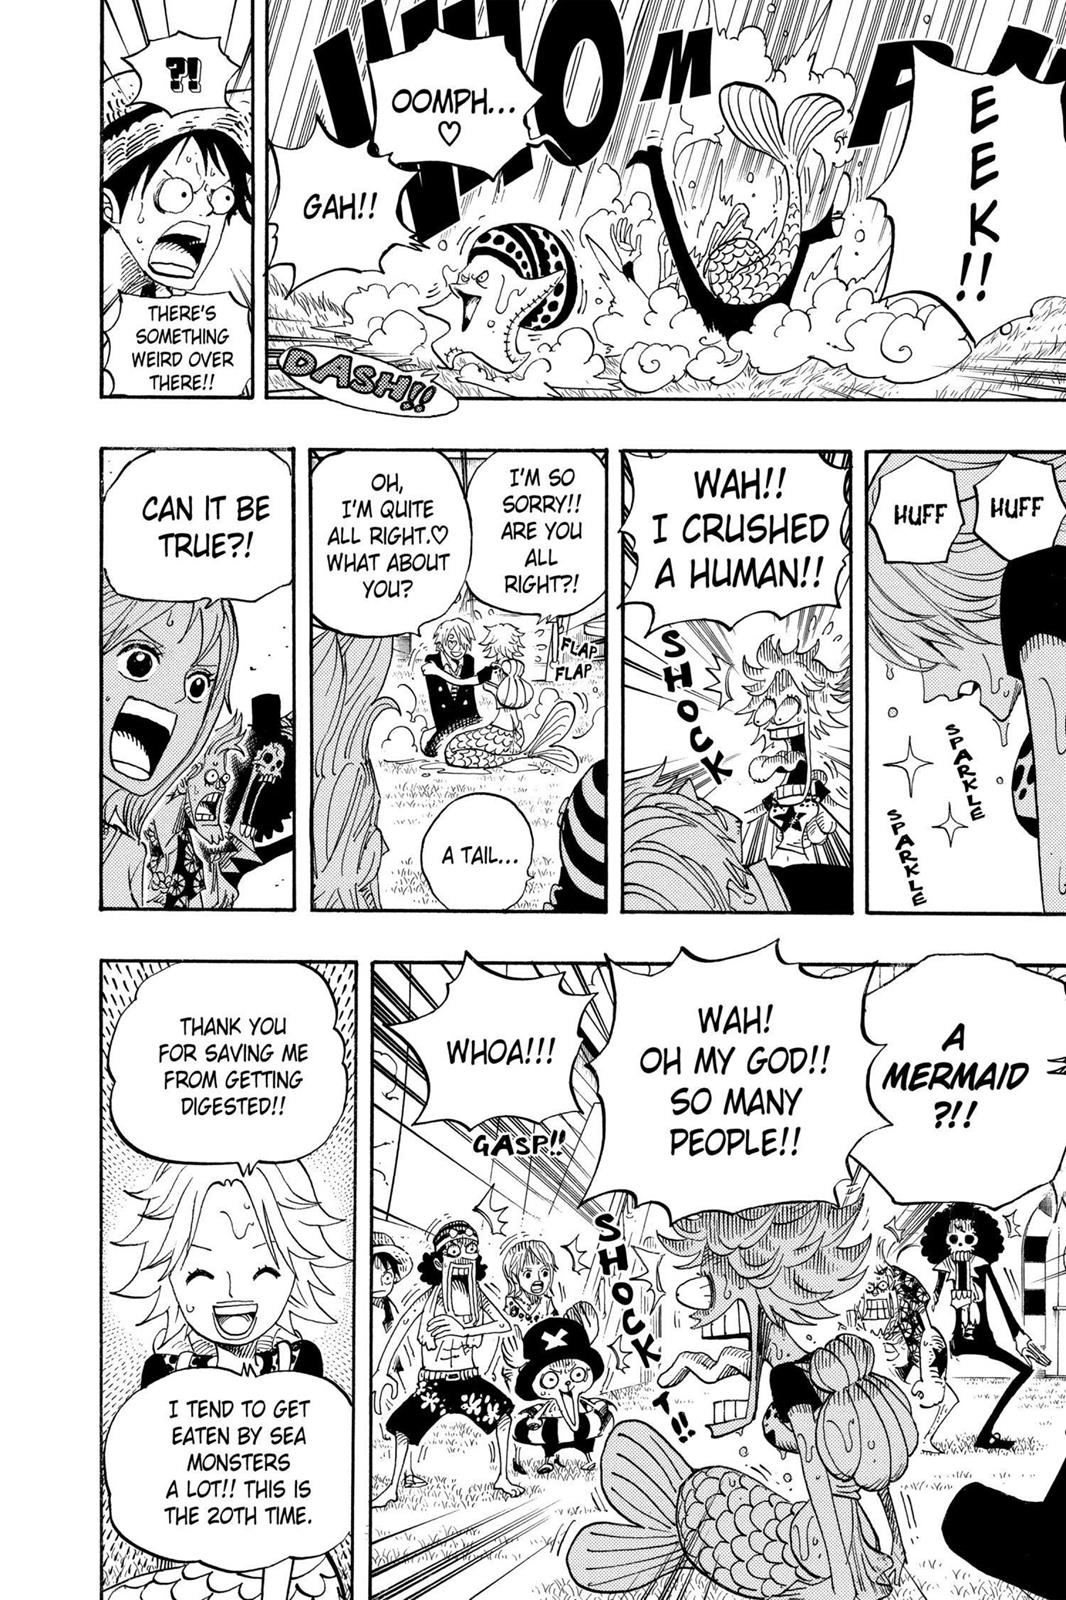 EEEK!!
OOMPH...
♡
GAH!!
DASH!!
?!
THERE'S
SOMETHING
WEIRD OVER
THERE!!
HUFF
HUFF
SPARKLE
SPARKLE
WAH!!
I CRUSHED
A HUMAN!!
SHOCK
I'M SO
SORRY!!
ARE YOU
ALL
RIGHT?!
OH,
I'M QUITE
ALL RIGHT.♡
WHAT ABOUT
YOU?
FLAP
FLAP
A TAIL...
CAN IT BE
TRUE?!
A
MERMAID
?!!
WAH!
OH MY GOD!!
SO MANY
PEOPLE!!
SHOCK
WHOA!!!
GASP!!
THANK YOU
FOR SAVING ME
FROM GETTING
DIGESTED!!
I TEND TO GET
EATEN BY SEA
MONSTERS
A LOT!! THIS IS
THE 20TH TIME.